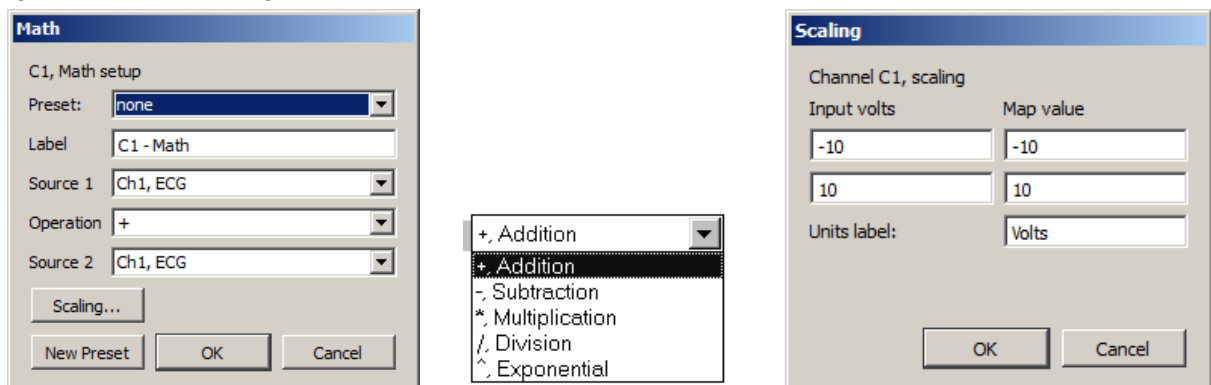 Math
C1, Math setup
Preset: none
Label C1 - Math
Source 1 Ch1, ECG
Operation +
Source 2 Ch1, ECG
Scaling...
New Preset OK Cancel
+, Addition
+, Addition
-, Subtraction
*, Multiplication
/, Division
^, Exponential
Scaling
Channel C1, scaling
Input volts Map value
-10 -10
10 10
Units label: Volts
OK Cancel